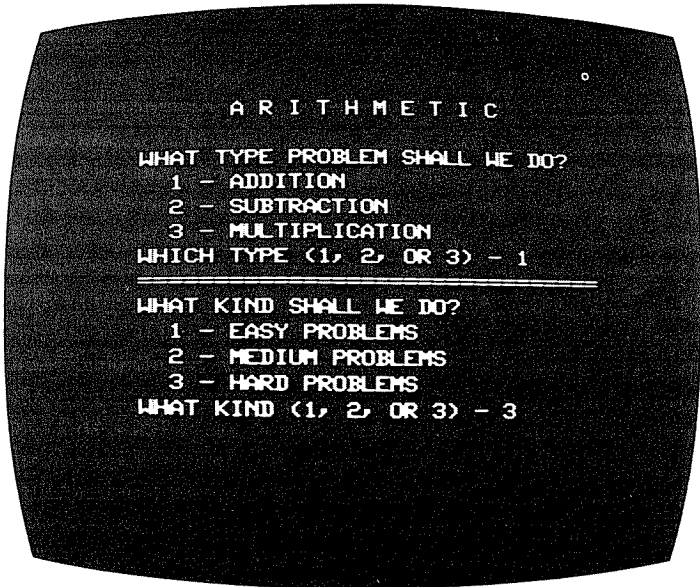 A R I T H M E T I C
WHAT TYPE PROBLEM SHALL WE DO?
1 - ADDITION
2 - SUBTRACTION
3 - MULTIPLICATION
WHICH TYPE (1, 2, OR 3) - 1
WHAT KIND SHALL WE DO?
1 - EASY PROBLEMS
2 - MEDIUM PROBLEMS
3 - HARD PROBLEMS
WHAT KIND (1, 2, OR 3) - 3